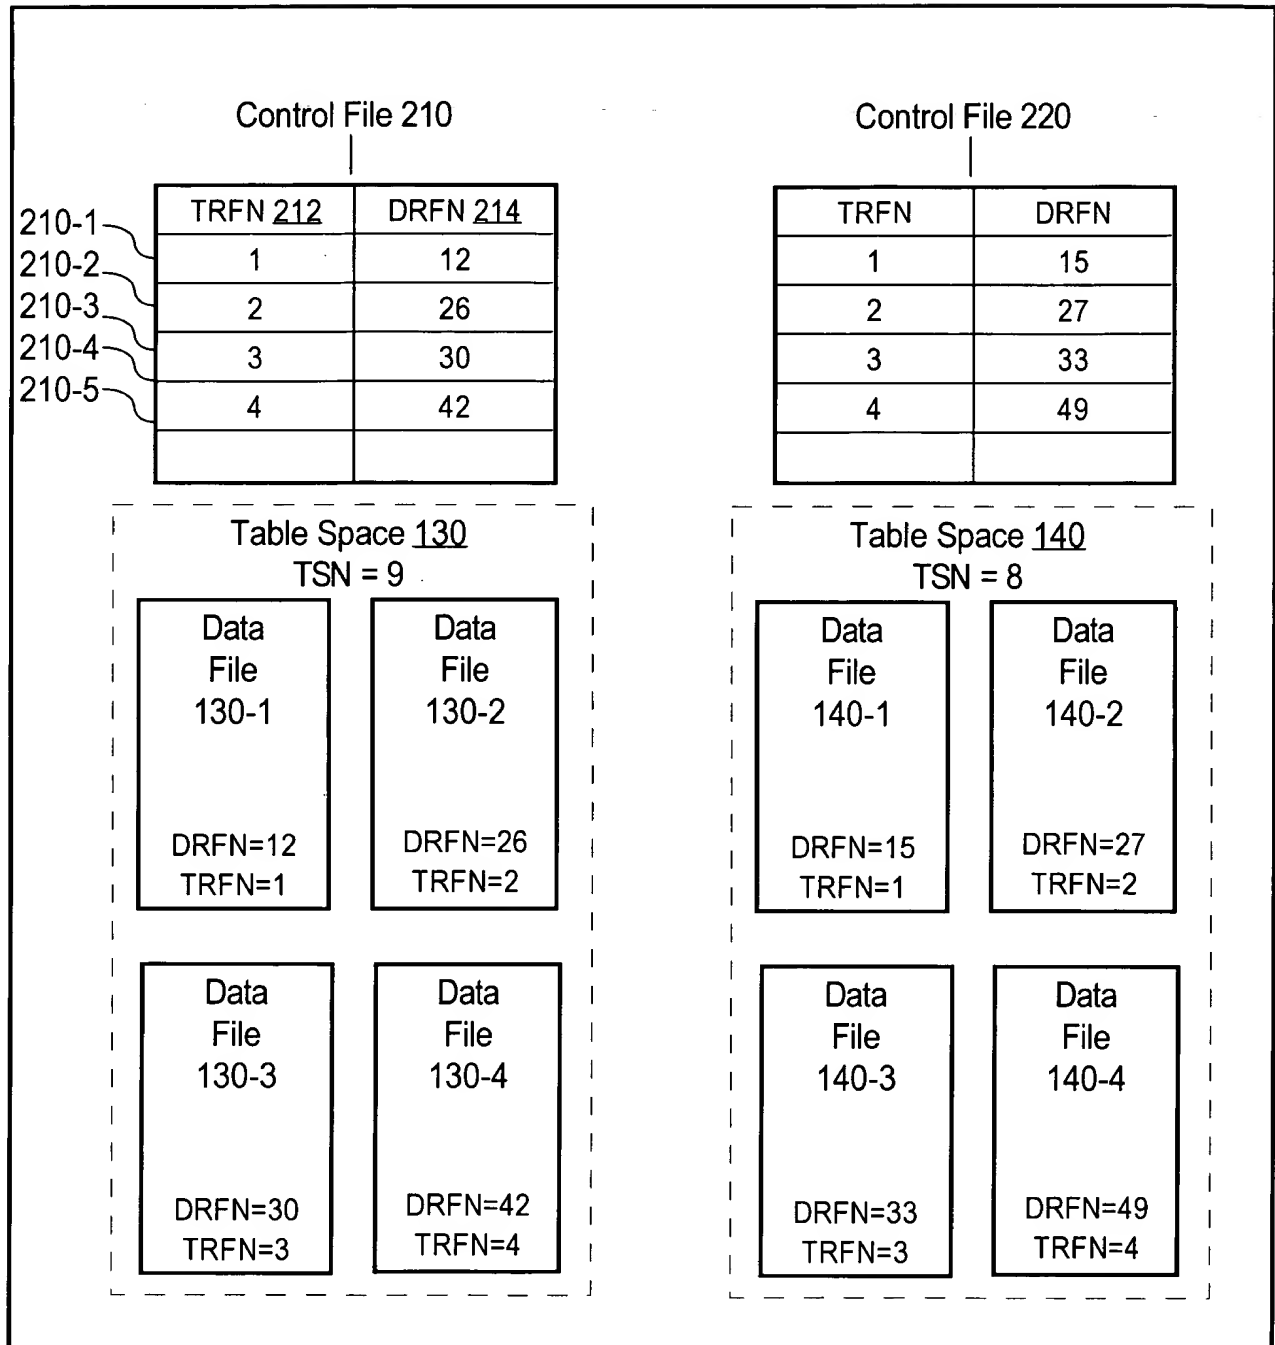 Control File 210
Control File 220
TRFN 212 DRFN 214
210-1
210-2
210-3
210-4
210-5
1 12
2 26
3 30
4 42
TRFN DRFN
1 15
2 27
3 33
4 49
Table Space 130
TSN = 9
Data
File
130-1
DRFN=12
TRFN=1
Data
File
130-2
DRFN=26
TRFN=2
Data
File
130-3
DRFN=30
TRFN=3
Data
File
130-4
DRFN=42
TRFN=4
Table Space 140
TSN = 8
Data
File
140-1
DRFN=15
TRFN=1
Data
File
140-2
DRFN=27
TRFN=2
Data
File
140-3
DRFN=33
TRFN=3
Data
File
140-4
DRFN=49
TRFN=4